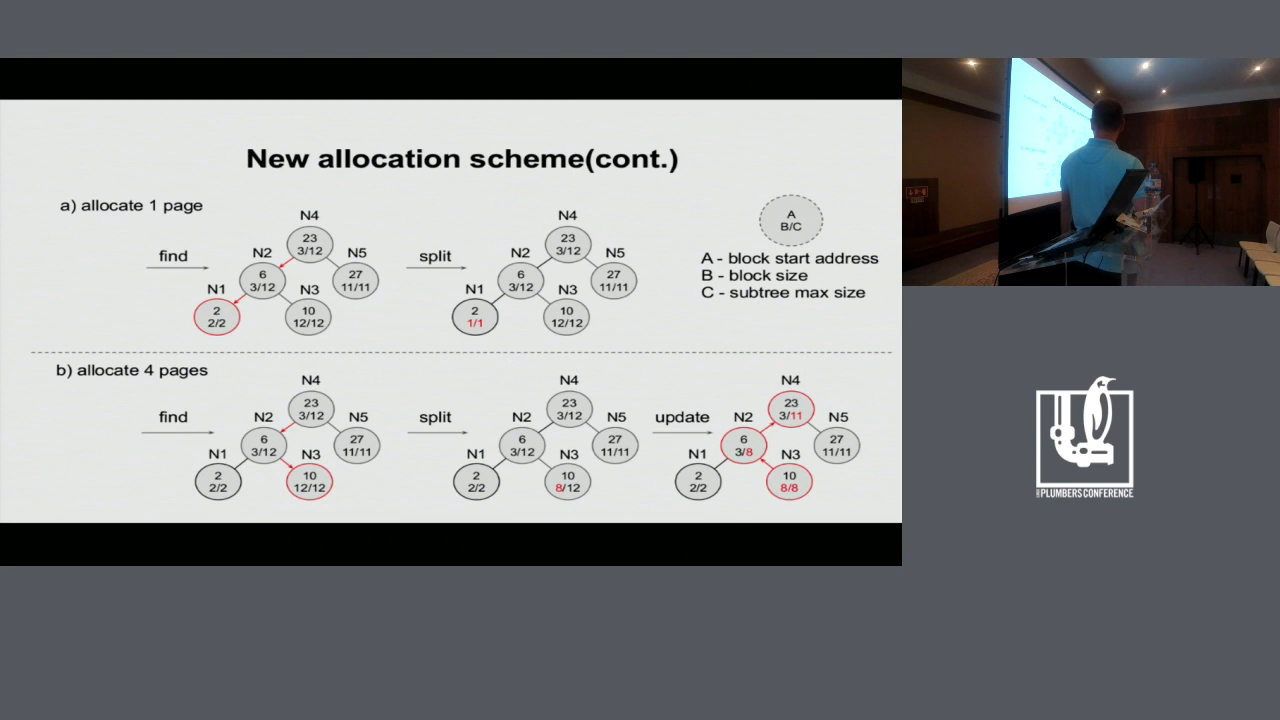 New allocation scheme(cont.)
a) allocate 1 page
find
N4
23
3/12
N2
6
3/12
N5
27
11/11
N1
2
2/2
N3
10
12/12
split
N4
23
3/12
N2
6
3/12
N5
27
11/11
N1
2
1/1
N3
10
12/12
A
B/C
A - block start address
B - block size
C - subtree max size
b) allocate 4 pages
find
N4
23
3/12
N2
6
3/12
N5
27
11/11
N1
2
2/2
N3
10
12/12
split
N4
23
3/12
N2
6
3/12
N5
27
11/11
N1
2
2/2
N3
10
8/12
update
N4
23
3/11
N2
6
3/8
N5
27
11/11
N1
2
2/2
N3
10
8/8
PLUMBERS CONFERENCE